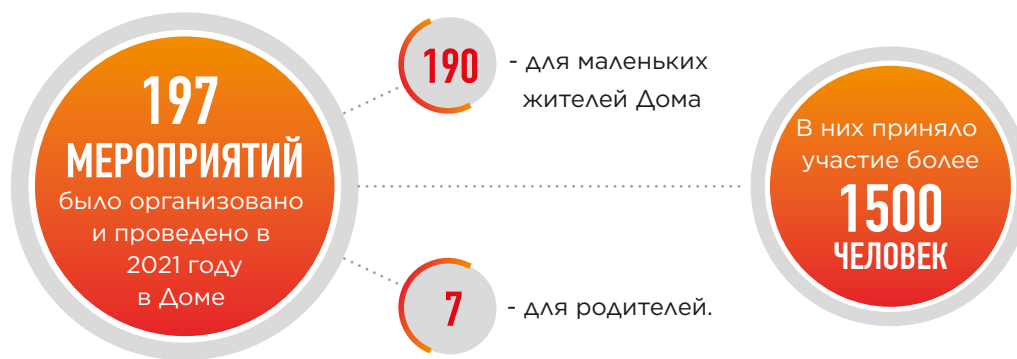 197
МЕРОПРИЯТИЙ
было организовано
и проведено в
2021 году
в Доме
190
- для маленьких
жителей Дома
7
- для родителей.
В них приняло
участие более
1500
ЧЕЛОВЕК